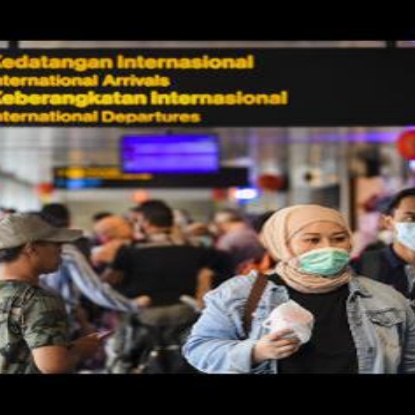 Kedatangan Internasional
International Arrivals
Keberangkatan Internasional
International Departures